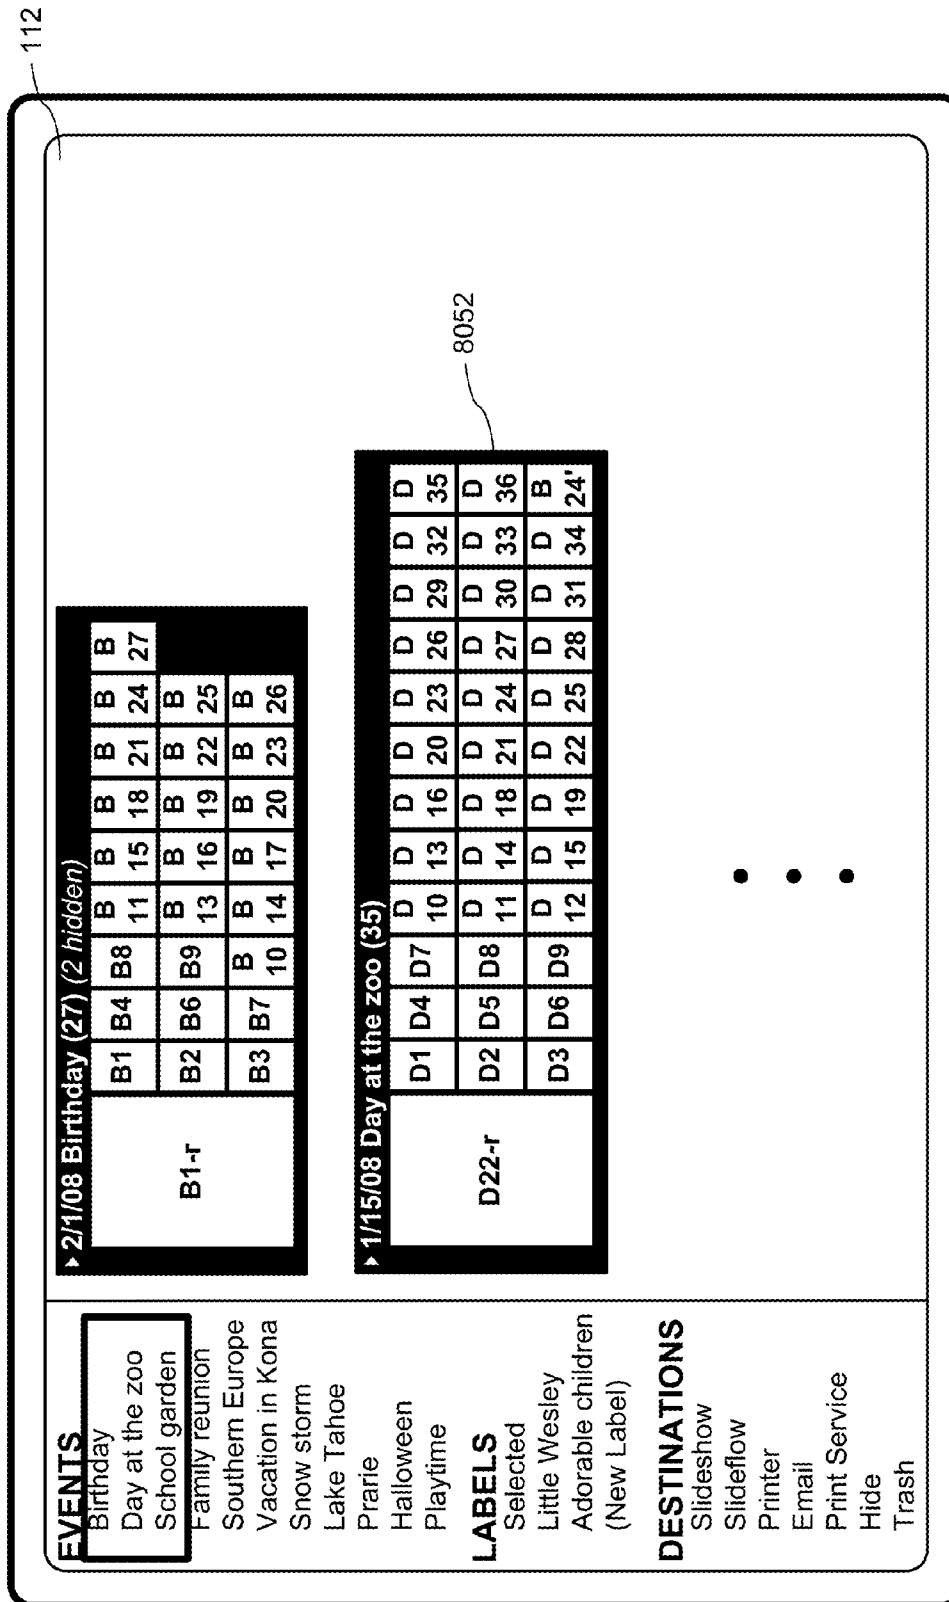 112
EVENTS
Birthday
Day at the zoo
School garden
Family reunion
Southern Europe
Vacation in Kona
Snow storm
Lake Tahoe
Prarie
Halloween
Playtime
LABELS
Selected
Little Wesley
Adorable children
(New Label)
DESTINATIONS
Slideshow
Slideflow
Printer
Email
Print Service
Hide
Trash
2/1/08 Birthday (27) (2 hidden)
B1-r
B1 B4 B8 B 11 B 15 B 18 B 21 B 24 B 27
B2 B6 B9 B 13 B 16 B 19 B 22 B 25
B3 B7 B 10 B 14 B 17 B 20 B 23 B 26
1/15/08 Day at the zoo (35)
D22-r
D1 D4 D7 D 10 D 13 D 16 D 20 D 23 D 26 D 29 D 32 D 35
D2 D5 D8 D 11 D 14 D 18 D 21 D 24 D 27 D 30 D 33 D 36
D3 D6 D9 D 12 D 15 D 19 D 22 D 25 D 28 D 31 D 34 B 24'
8052